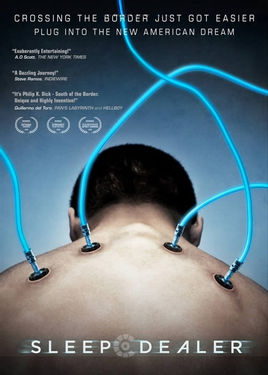 CROSSING THE BORDER JUST GOT EASIER
PLUG INTO THE NEW AMERICAN DREAM
"Exuberantly Entertaining!"
A.O Scott, THE NEW YORK TIMES
"A Dazzling Journey!"
Steve Ramos, INDIEWIRE
"It's Philip K. Dick - South of the Border.
Unique and Highly Invention!"
Guillermo del Toro, PAN'S LABYRINTH and HELLBOY
SLEEP DEALER